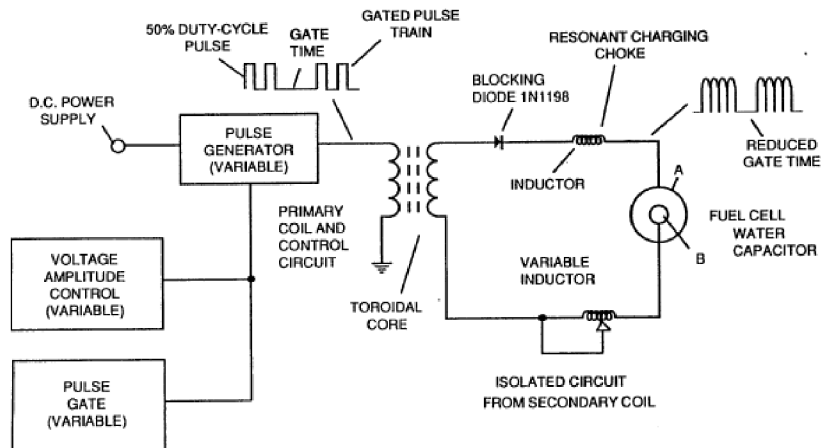 50% DUTY-CYCLE
PULSE
GATE
TIME
GATED PULSE
TRAIN
RESONANT CHARGING
CHOKE
BLOCKING
DIODE 1N1198
D.C. POWER
SUPPLY
PULSE
GENERATOR
(VARIABLE)
REDUCED
GATE TIME
INDUCTOR
A
PRIMARY
COIL AND
CONTROL
CIRCUIT
FUEL CELL
WATER
CAPACITOR
B
VOLTAGE
AMPLITUDE
CONTROL
(VARIABLE)
VARIABLE
INDUCTOR
TOROIDAL
CORE
PULSE
GATE
(VARIABLE)
ISOLATED CIRCUIT
FROM SECONDARY COIL